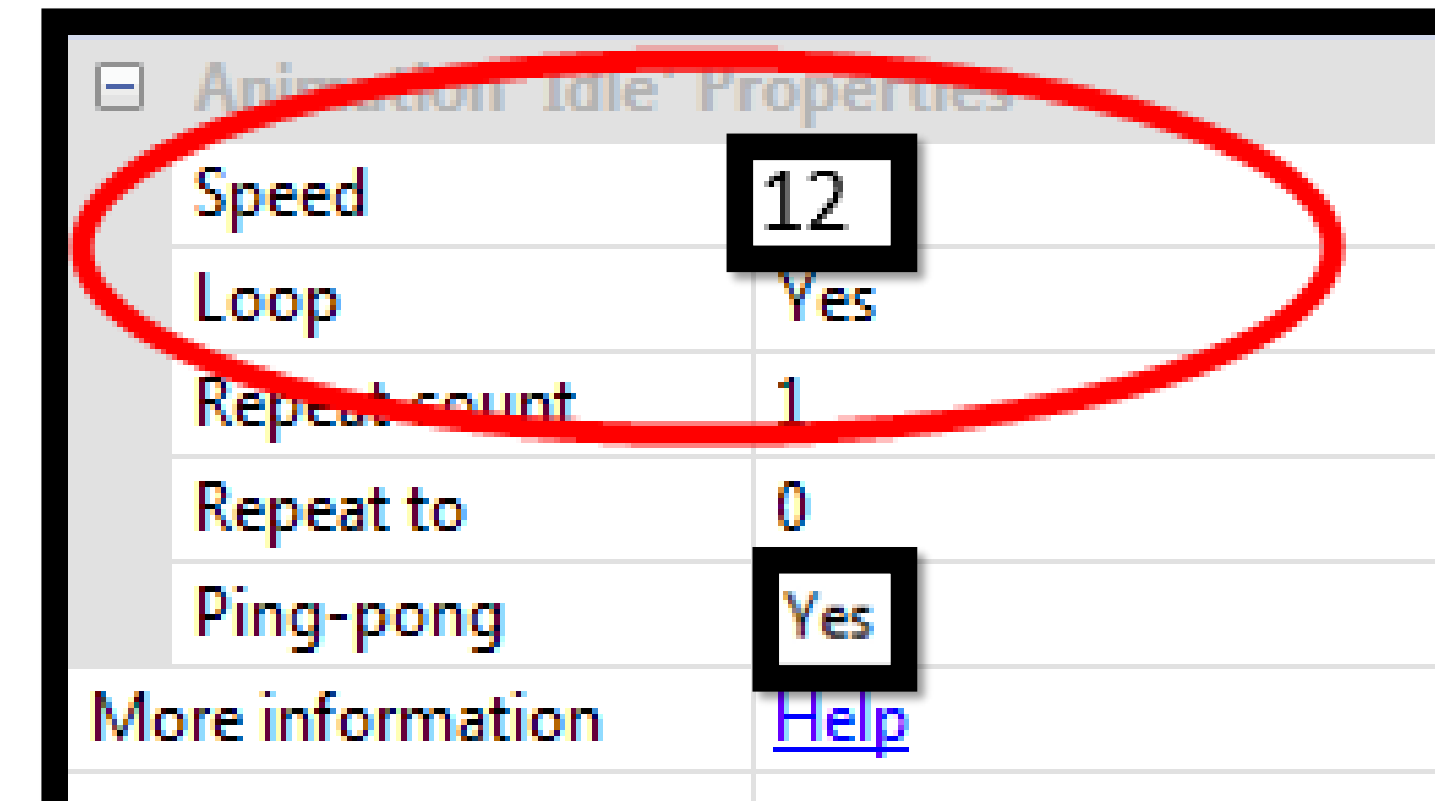 Animation 'Idle' Properties
Speed 12
Loop Yes
Repeat count 1
Repeat to 0
Ping-pong Yes
More information Help